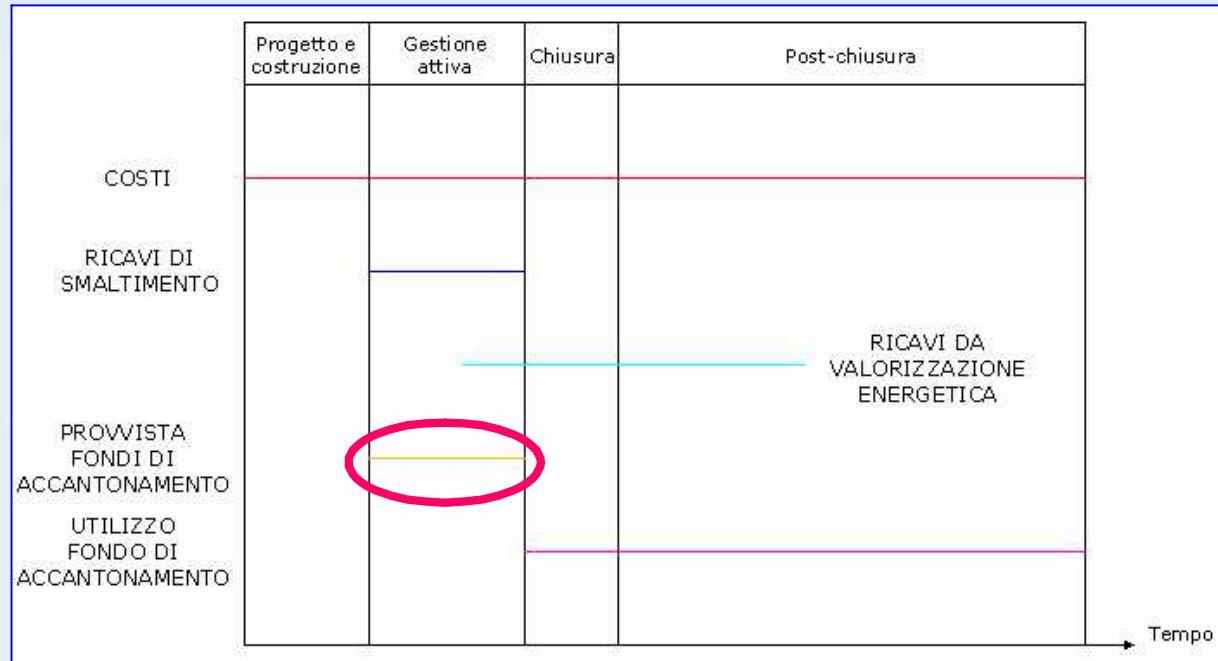 Progetto e
costruzione
Gestione
attiva
Chiusura
Post-chiusura
COSTI
RICAVI DI
SMALTIMENTO
RICAVI DA
VALORIZZAZIONE
ENERGETICA
PROVVISTA
FONDI DI
ACCANTONAMENTO
UTILIZZO
FONDO DI
ACCANTONAMENTO
Tempo